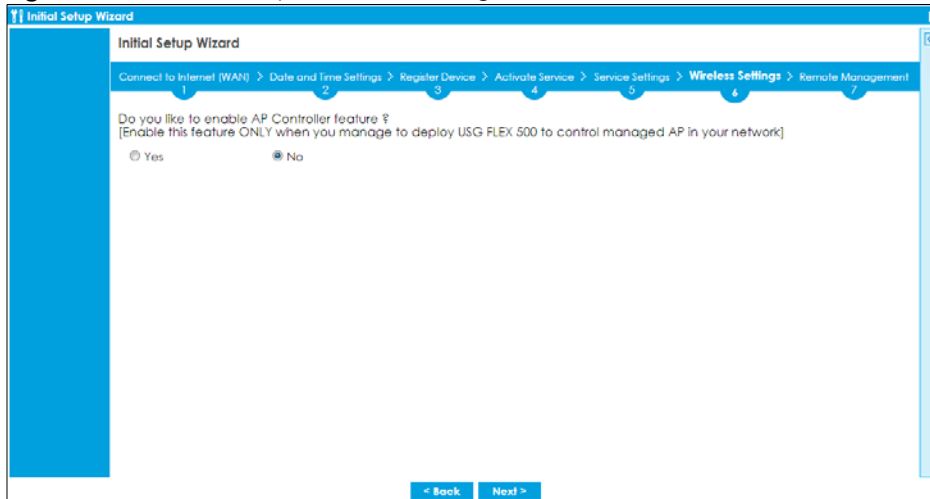 Initial Setup Wizard
Initial Setup Wizard
Connect to Internet (WAN) > Date and Time Settings > Register Device > Activate Service > Service Settings > Wireless Settings > Remote Management
1 2 3 4 5 6 7
Do you like to enable AP Controller feature ?
[Enable this feature ONLY when you manage to deploy USG FLEX 500 to control managed AP in your network]
Yes No
< Back Next >